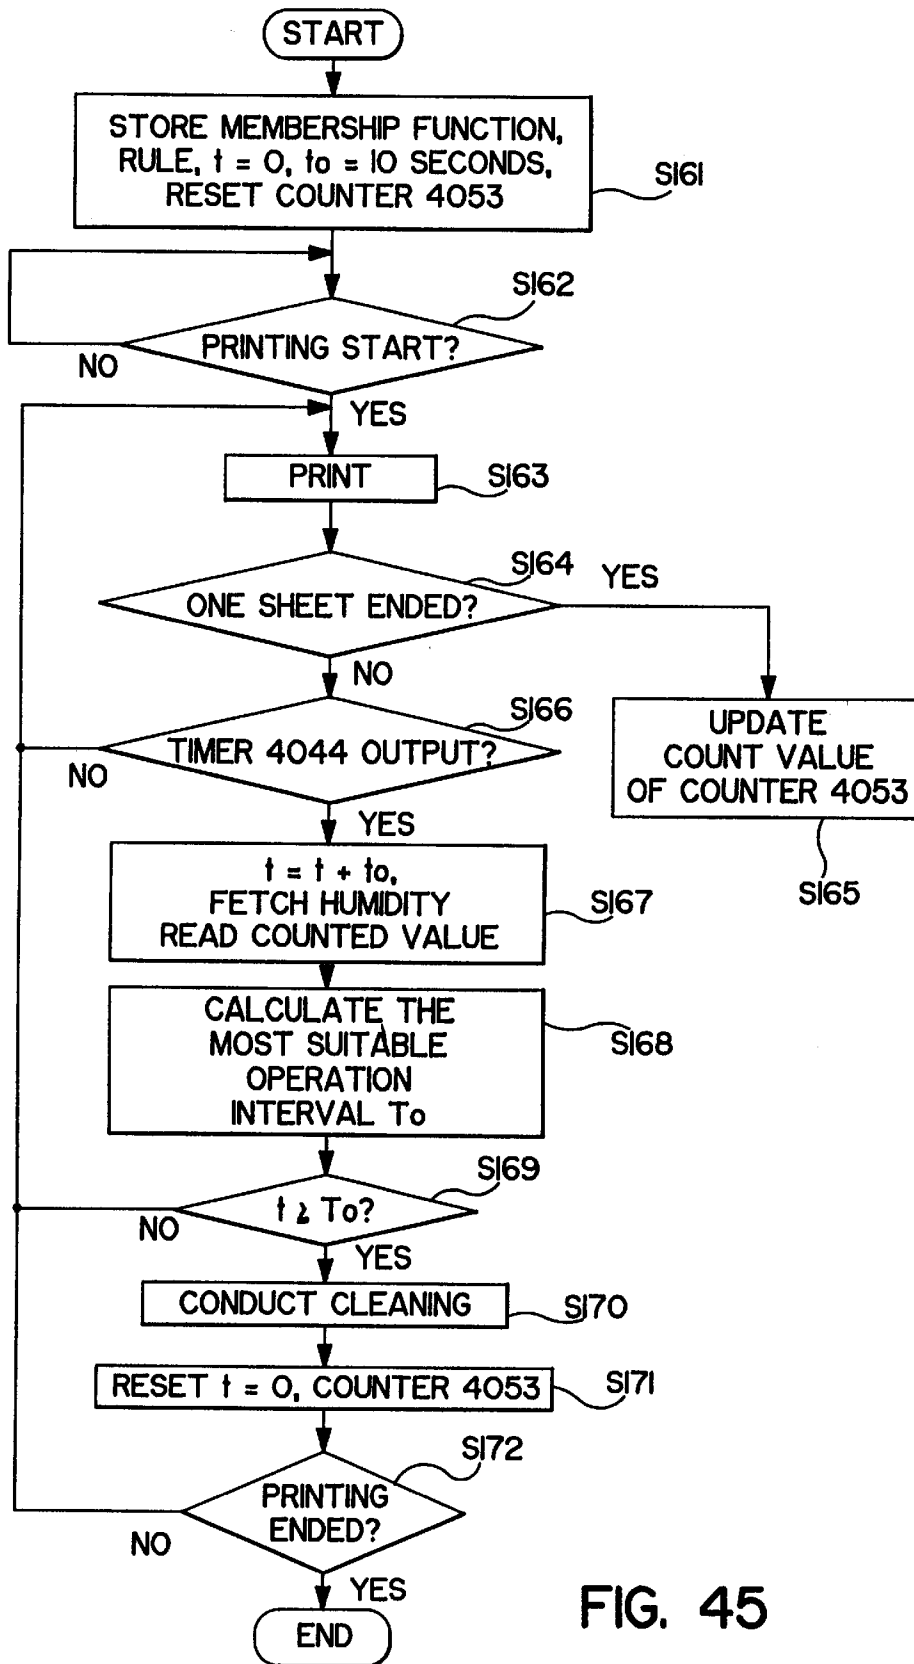 START
STORE MEMBERSHIP FUNCTION,
RULE, t = 0, to = 10 SECONDS,
RESET COUNTER 4053
S161
S162
PRINTING START?
NO
YES
PRINT
S163
S164
YES
ONE SHEET ENDED?
NO
S166
TIMER 4044 OUTPUT?
NO
YES
UPDATE
COUNT VALUE
OF COUNTER 4053
S165
t = t + to,
FETCH HUMIDITY
READ COUNTED VALUE
S167
CALCULATE THE
MOST SUITABLE
OPERATION
INTERVAL To
S168
S169
t ≥ To?
NO
YES
CONDUCT CLEANING
S170
RESET t = 0, COUNTER 4053
S171
S172
PRINTING
ENDED?
NO
YES
END
FIG. 45